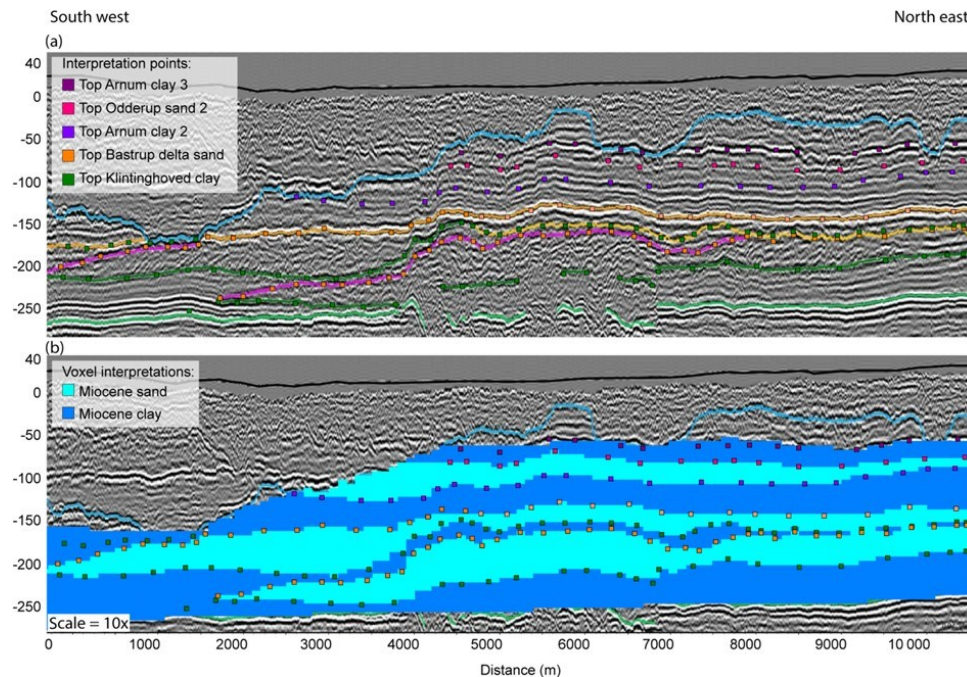 South west
North east
(a)
40
0
-50
-100
-150
-200
-250
Interpretation points:
Top Arnum clay 3
Top Odderup sand 2
Top Arnum clay 2
Top Bastrup delta sand
Top Klintinghoved clay
(b)
40
0
-50
-100
-150
-200
-250
Voxel interpretations:
Miocene sand
Miocene clay
Scale = 10x
0 1000 2000 3000 4000 5000 6000 7000 8000 9000 10 000
Distance (m)